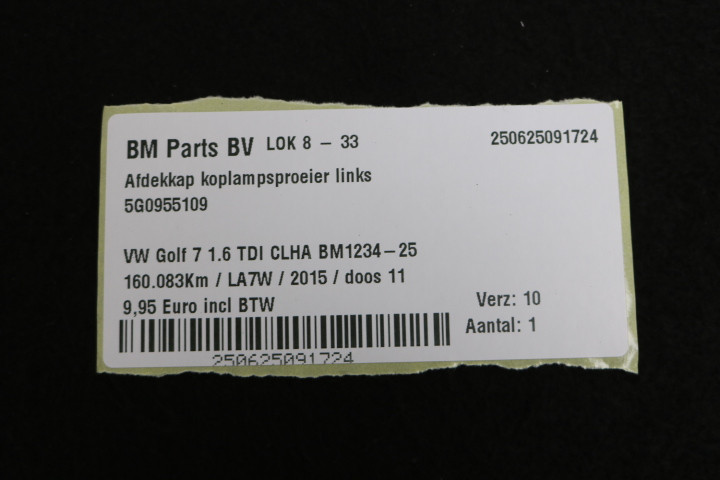 BM Parts BV LOK 8 - 33 250625091724
Afdekkap koplampsproeier links
5G0955109
VW Golf 7 1.6 TDI CLHA BM1234-25
160.083Km / LA7W / 2015 / doos 11
9,95 Euro incl BTW
Verz: 10
Aantal: 1
250625091724